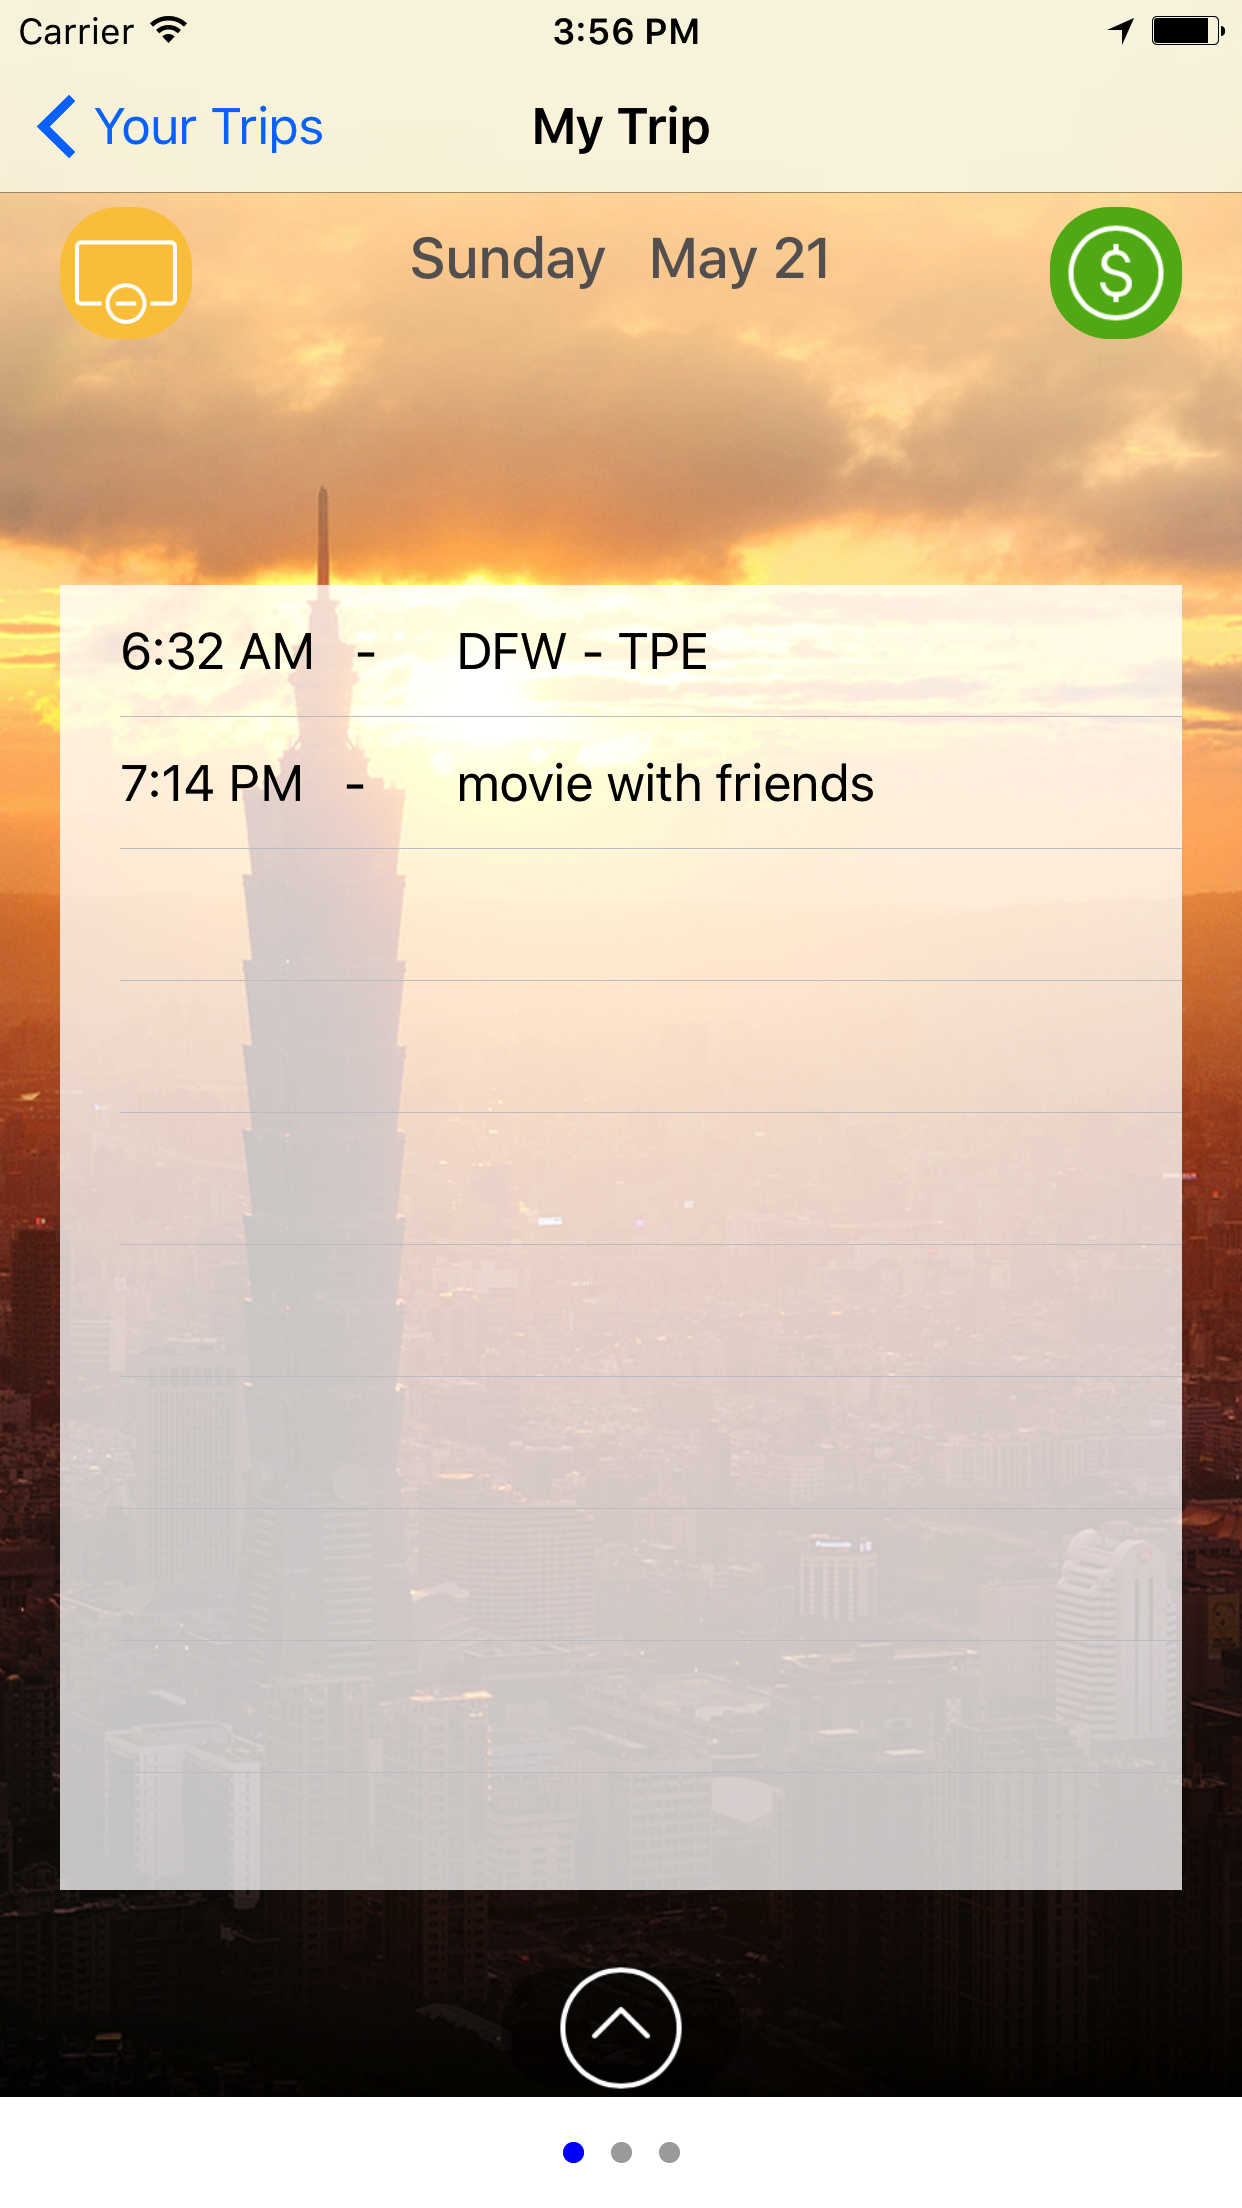 Carrier 3:56 PM
Your Trips My Trip
Sunday May 21
$
6:32 AM - DFW - TPE
7:14 PM - movie with friends
Panasonic